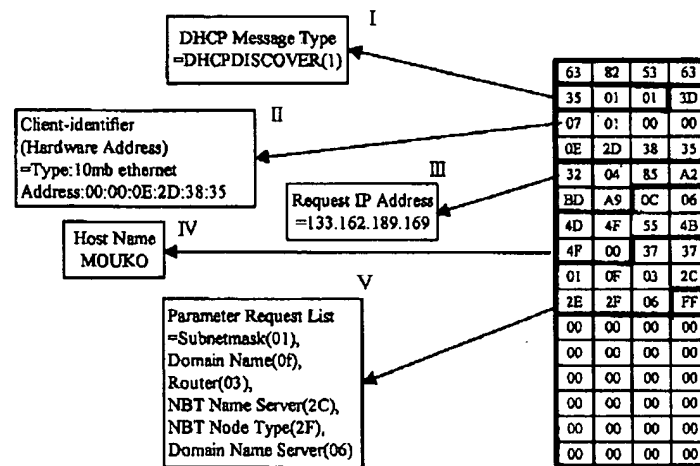 I
DHCP Message Type
=DHCPDISCOVER(1)
II
Client-identifier
(Hardware Address)
=Type:10mb ethernet
Address:00:00:0E:2D:38:35
III
Request IP Address
=133.162.189.169
IV
Host Name
MOUKO
V
Parameter Request List
=Subnetmask(01),
Domain Name(0f),
Router(03),
NBT Name Server(2C),
NBT Node Type(2F),
Domain Name Server(06)
63 82 53 63
35 01 01 3D
07 01 00 00
0E 2D 38 35
32 04 85 A2
BD A9 0C 06
4D 4F 55 4B
4F 00 37 37
01 0F 03 2C
2E 2F 06 FF
00 00 00 00
00 00 00 00
00 00 00 00
00 00 00 00
00 00 00 00
00 00 00 00